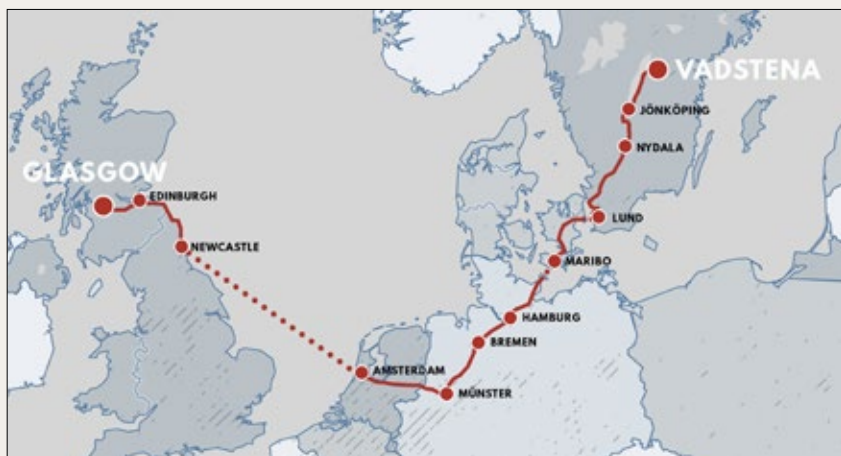 VADSTENA
JÖNKÖPING
NYDALA
GLASGOW
EDINBURGH
LUND
NEWCASTLE
MARIBO
HAMBURG
BREMEN
AMSTERDAM
MÜNSTER